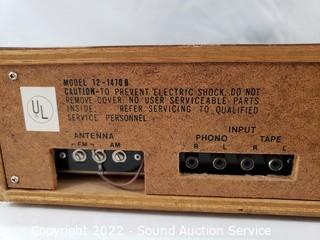 MODEL 12-1470B
CAUTION-TO PREVENT ELECTRIC SHOCK, DO NOT
REMOVE COVER. NO USER SERVICEABLE PARTS
INSIDE. REFER SERVICING TO QUALIFIED
SERVICE PERSONNEL.
UL
ANTENNA
FM AM
INPUT
PHONO TAPE
R L R L
Copyright 2022 - Sound Auction Service